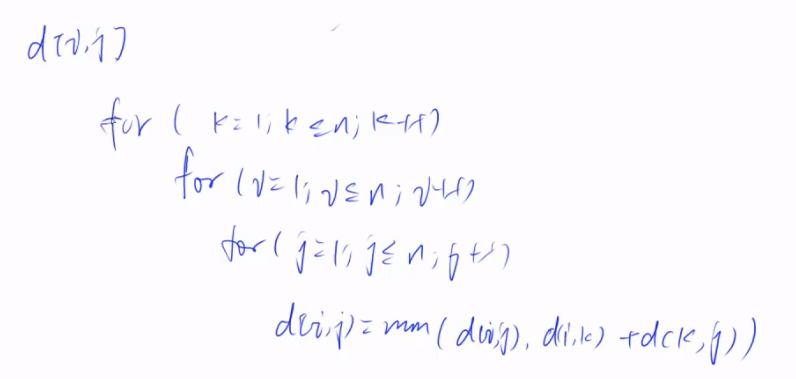 d[i,j]
for ( k=1; k≤n; k++)
for (i=1; i≤n; i++)
for( j=1; j≤n; j++)
d(i,j)=min(d(i,j), d(i,k)+d(k,j))